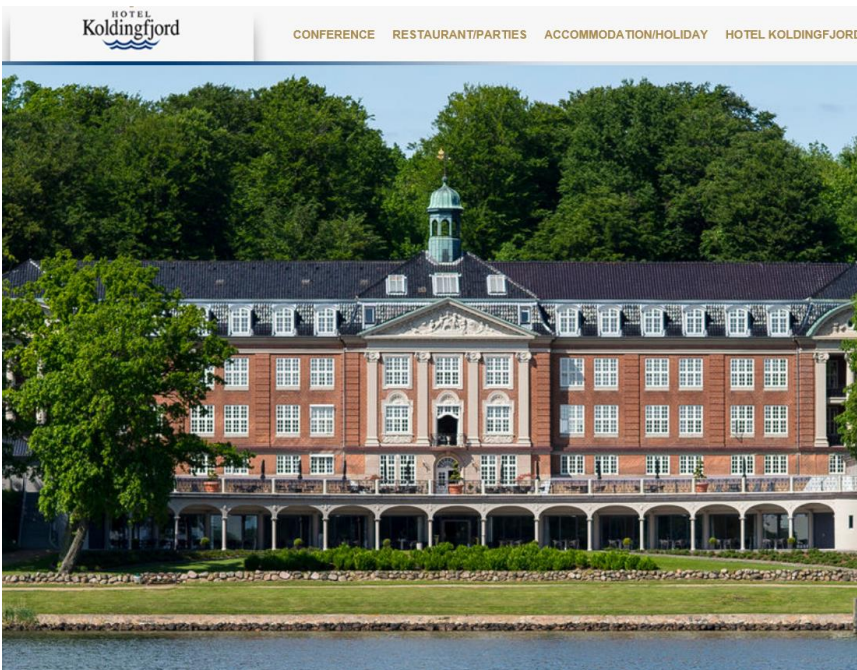 HOTEL
Koldingfjord
CONFERENCE RESTAURANT/PARTIES ACCOMMODATION/HOLIDAY HOTEL KOLDINGFJORD